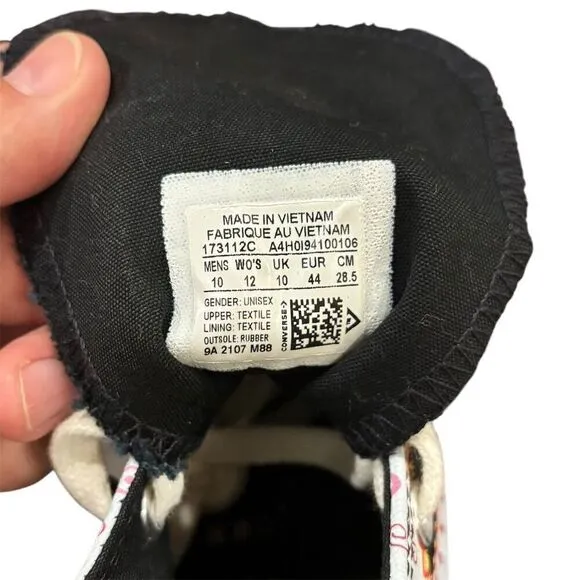 MADE IN VIETNAM
FABRIQUE AU VIETNAM
173112C A4H0I94100106
MENS WO'S UK EUR CM
10 12 10 44 28.5
GENDER: UNISEX
UPPER: TEXTILE
LINING: TEXTILE
OUTSOLE: RUBBER
9A 2107 M88
CONVERSE